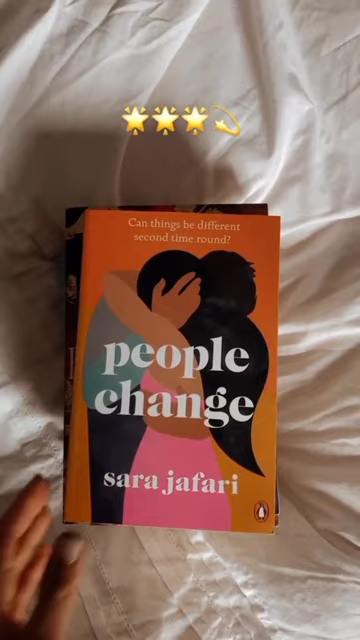 Can things be different
second time round?
people
change
sara jafari